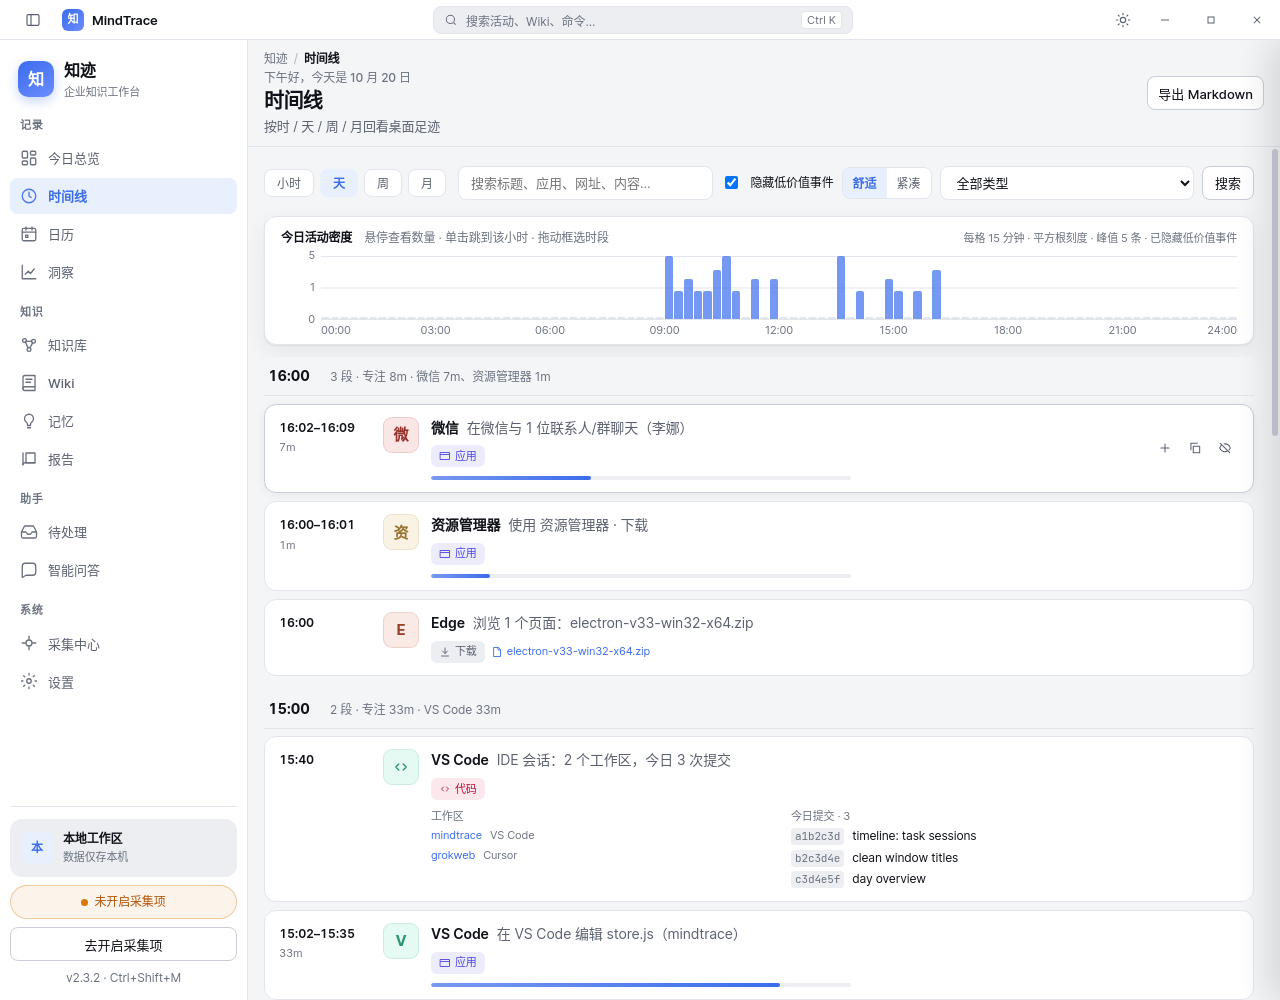 知 MindTrace
搜索活动、Wiki、命令... Ctrl K
知 知迹
企业知识工作台
记录
今日总览
时间线
日历
洞察
知识
知识库
Wiki
记忆
报告
助手
待处理
智能问答
系统
采集中心
设置
本 本地工作区
数据仅存本机
未开启采集项
去开启采集项
v2.3.2 · Ctrl+Shift+M
知迹 / 时间线
下午好，今天是 10 月 20 日
时间线
按时 / 天 / 周 / 月回看桌面足迹
导出 Markdown
小时 天 周 月 搜索标题、应用、网址、内容... 隐藏低价值事件 舒适 紧凑 全部类型 搜索
今日活动密度 悬停查看数量 · 单击跳到该小时 · 拖动框选时段 每格 15 分钟 · 平方根刻度 · 峰值 5 条 · 已隐藏低价值事件
5
1
0
00:00 03:00 06:00 09:00 12:00 15:00 18:00 21:00 24:00
16:00 3 段 · 专注 8m · 微信 7m、资源管理器 1m
16:02–16:09 微 微信 在微信与 1 位联系人/群聊天（李娜）
7m 应用
16:00–16:01 资 资源管理器 使用 资源管理器 · 下载
1m 应用
16:00 E Edge 浏览 1 个页面：electron-v33-win32-x64.zip
下载 electron-v33-win32-x64.zip
15:00 2 段 · 专注 33m · VS Code 33m
15:40 VS Code IDE 会话：2 个工作区，今日 3 次提交
代码
工作区 今日提交 · 3
mindtrace VS Code a1b2c3d timeline: task sessions
grokweb Cursor b2c3d4e clean window titles
c3d4e5f day overview
15:02–15:35 V VS Code 在 VS Code 编辑 store.js（mindtrace）
33m 应用